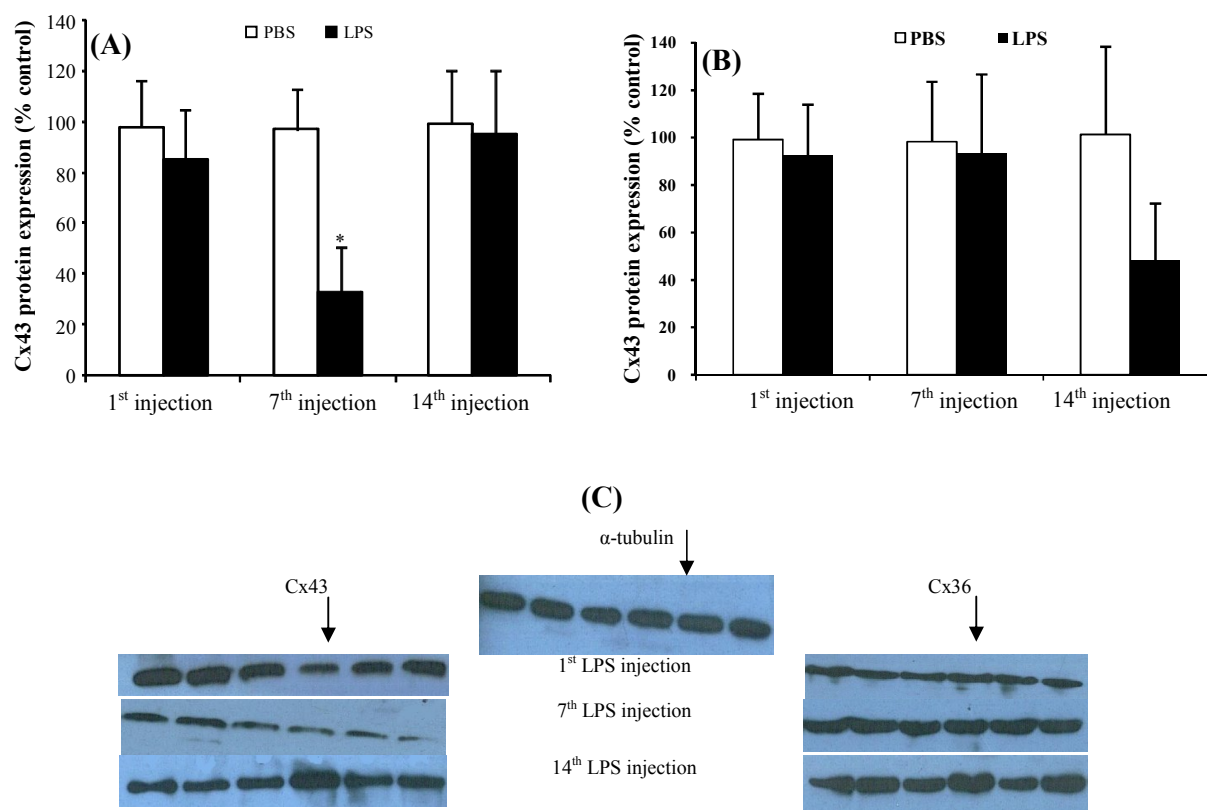 (A)
PBS LPS
Cx43 protein expression (% control)
140
120
100
80
60
40
20
0
*
1st injection 7th injection 14th injection
(B)
PBS LPS
Cx43 protein expression (% control)
140
120
100
80
60
40
20
0
1st injection 7th injection 14th injection
(C)
α-tubulin
Cx43
Cx36
1st LPS injection
7th LPS injection
14th LPS injection